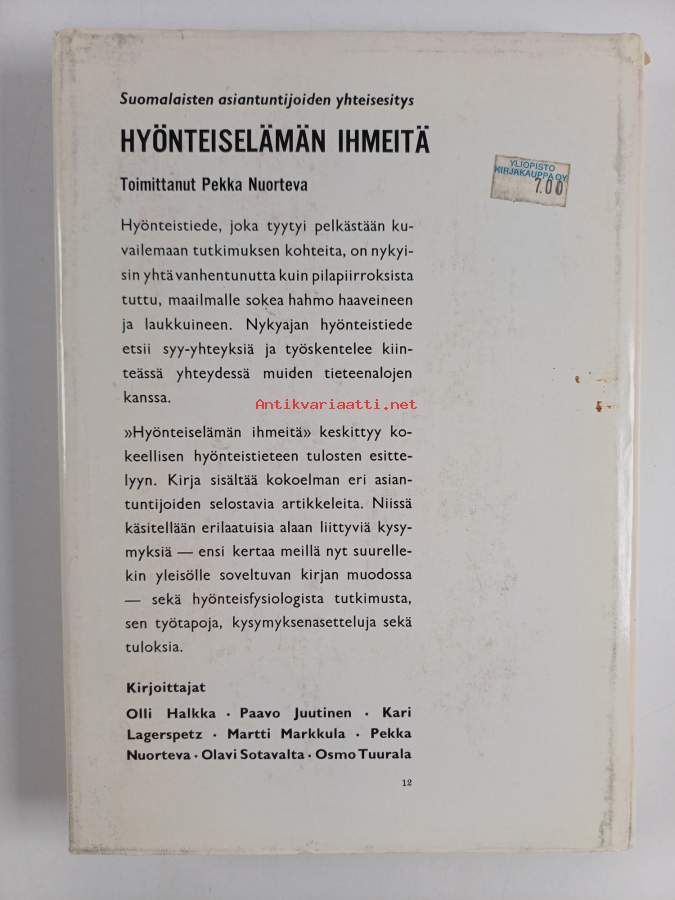 Suomalaisten asiantuntijoiden yhteisesitys
HYÖNTEISELÄMÄN IHMEITÄ
Toimittanut Pekka Nuorteva
YLIOPISTO
KIRJAKAUPPA OY
7.00
Hyönteistiede, joka tyytyi pelkästään ku-
vailemaan tutkimuksen kohteita, on nykyi-
sin yhtä vanhentunutta kuin pilapiirroksista
tuttu, maailmalle sokea hahmo haaveineen
ja laukkuineen. Nykyajan hyönteistiede
etsii syy-yhteyksiä ja työskentelee kiin-
teässä yhteydessä muiden tieteenalojen
kanssa.
Antikvariaatti.net
»Hyönteiselämän ihmeitä» keskittyy ko-
keellisen hyönteistieteen tulosten esitte-
lyyn. Kirja sisältää kokoelman eri asian-
tuntijoiden selostavia artikkeleita. Niissä
käsitellään erilaatuisia alaan liittyviä kysy-
myksiä — ensi kertaa meillä nyt suurelle-
kin yleisölle soveltuvan kirjan muodossa
— sekä hyönteisfysiologista tutkimusta,
sen työtapoja, kysymyksenasetteluja sekä
tuloksia.
Kirjoittajat
Olli Halkka · Paavo Juutinen · Kari
Lagerspetz · Martti Markkula · Pekka
Nuorteva · Olavi Sotavalta · Osmo Tuurala
12